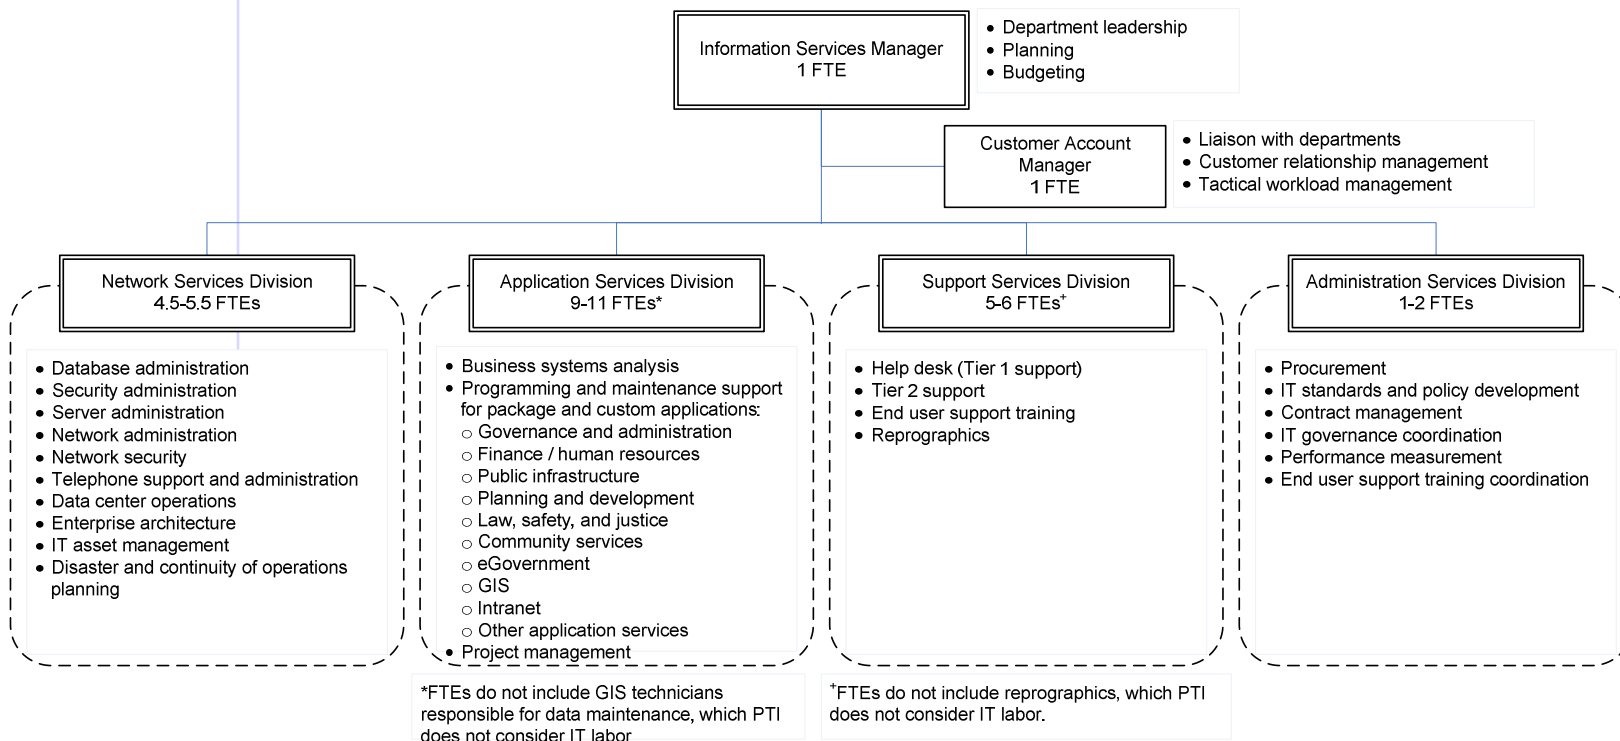 Information Services Manager
1 FTE
• Department leadership
• Planning
• Budgeting
Customer Account
Manager
1 FTE
• Liaison with departments
• Customer relationship management
• Tactical workload management
Network Services Division
4.5-5.5 FTEs
• Database administration
• Security administration
• Server administration
• Network administration
• Network security
• Telephone support and administration
• Data center operations
• Enterprise architecture
• IT asset management
• Disaster and continuity of operations
planning
Application Services Division
9-11 FTEs*
• Business systems analysis
• Programming and maintenance support
for package and custom applications:
○ Governance and administration
○ Finance / human resources
○ Public infrastructure
○ Planning and development
○ Law, safety, and justice
○ Community services
○ eGovernment
○ GIS
○ Intranet
○ Other application services
• Project management
*FTEs do not include GIS technicians
responsible for data maintenance, which PTI
does not consider IT labor
Support Services Division
5-6 FTEs+
• Help desk (Tier 1 support)
• Tier 2 support
• End user support training
• Reprographics
+FTEs do not include reprographics, which PTI
does not consider IT labor.
Administration Services Division
1-2 FTEs
• Procurement
• IT standards and policy development
• Contract management
• IT governance coordination
• Performance measurement
• End user support training coordination